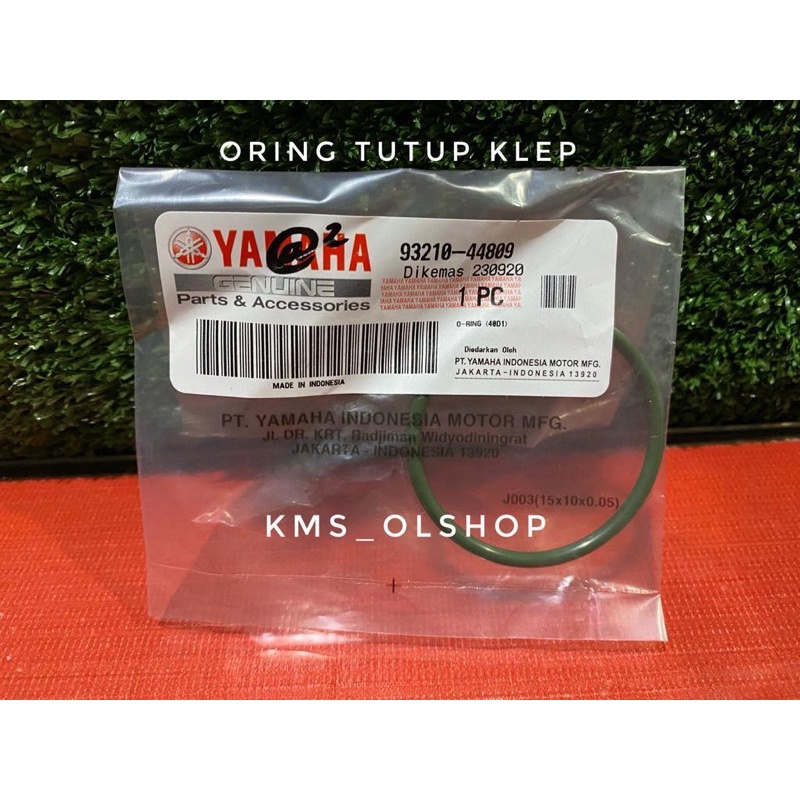 ORING TUTUP KLEP
YAMAHA
@2
93210-44809
Dikemas 230920
GENUINE
Parts & Accessories
1 PC
O-RING (48D1)
Diedarkan Oleh
PT. YAMAHA INDONESIA MOTOR MFG.
JAKARTA-INDONESIA 13920
MADE IN INDONESIA
PT. YAMAHA INDONESIA MOTOR MFG.
Jl. DR. KRT. Radjiman Widyodiningrat
JAKARTA - INDONESIA 13920
J003(15x10x0.05)
KMS_OLSHOP